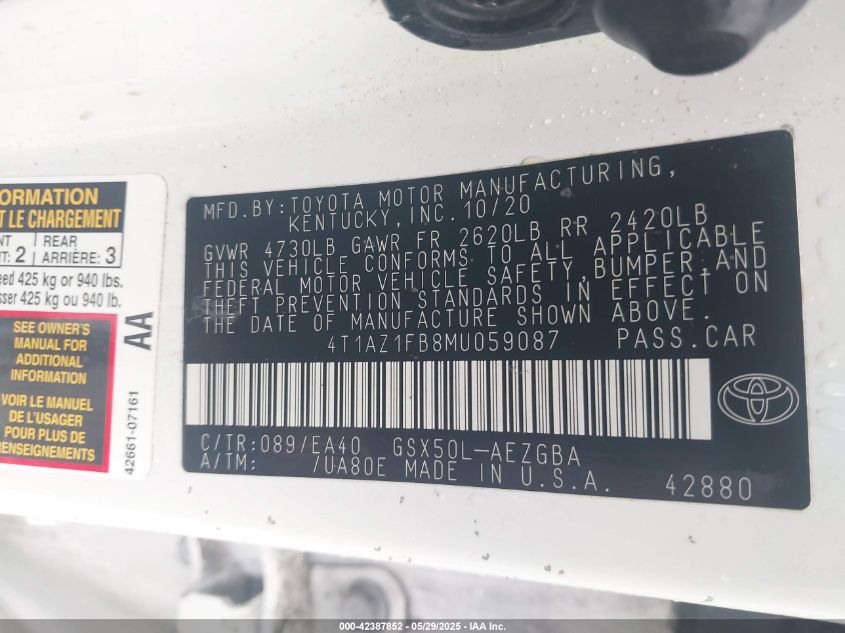 ORMATION
T LE CHARGEMENT
NT : 2 REAR
T: 2 ARRIÈRE: 3
eed 425 kg or 940 lbs.
sser 425 kg ou 940 lb.
SEE OWNER'S
MANUAL FOR
ADDITIONAL
INFORMATION
VOIR LE MANUEL
DE L'USAGER
POUR PLUS DE
RENSEIGNEMENTS
AA
42661-07161
MFD.BY:TOYOTA MOTOR MANUFACTURING,
KENTUCKY,INC.10/20
GVWR 4730LB GAWR FR 2620LB RR 2420LB
THIS VEHICLE CONFORMS TO ALL APPLICABLE
FEDERAL MOTOR VEHICLE SAFETY,BUMPER,AND
THEFT PREVENTION STANDARDS IN EFFECT ON
THE DATE OF MANUFACTURE SHOWN ABOVE.
4T1AZ1FB8MU059087 PASS.CAR
C/TR:089/EA40 GSX50L-AEZGBA
A/TM: /UA80E MADE IN U.S.A.
42880
000-42387852 - 05/29/2025 - IAA Inc.